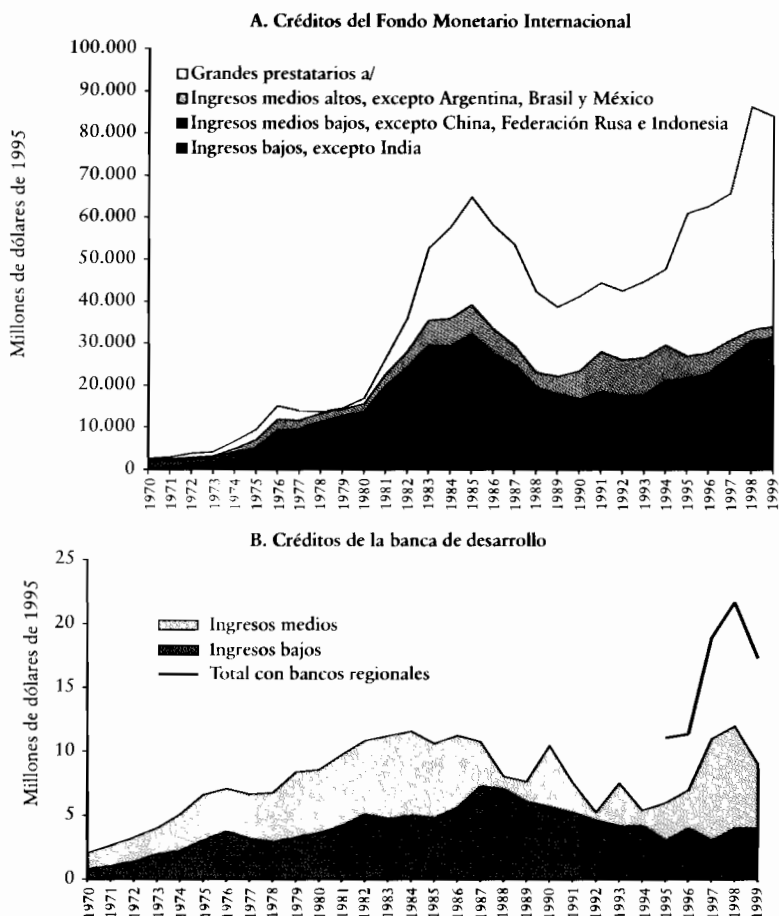 A. Créditos del Fondo Monetario Internacional
Millones de dólares de 1995
100.000
90.000
80.000
70.000
60.000
50.000
40.000
30.000
20.000
10.000
0
Grandes prestatarios a/
Ingresos medios altos, excepto Argentina, Brasil y México
Ingresos medios bajos, excepto China, Federación Rusa e Indonesia
Ingresos bajos, excepto India
1970 1971 1972 1973 1974 1975 1976 1977 1978 1979 1980 1981 1982 1983 1984 1985 1986 1987 1988 1989 1990 1991 1992 1993 1994 1995 1996 1997 1998 1999
B. Créditos de la banca de desarrollo
Millones de dólares de 1995
25
20
15
10
5
0
Ingresos medios
Ingresos bajos
Total con bancos regionales
1970 1971 1972 1973 1974 1975 1976 1977 1978 1979 1980 1981 1982 1983 1984 1985 1986 1987 1988 1989 1990 1991 1992 1993 1994 1995 1996 1997 1998 1999